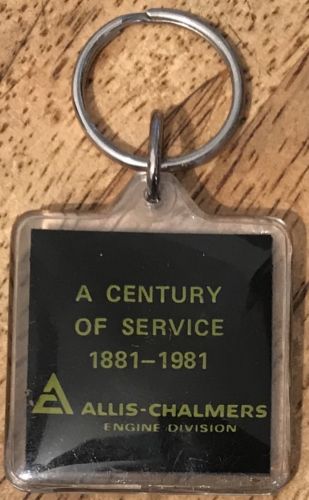 A CENTURY
OF SERVICE
1881–1981
ALLIS-CHALMERS
ENGINE DIVISION